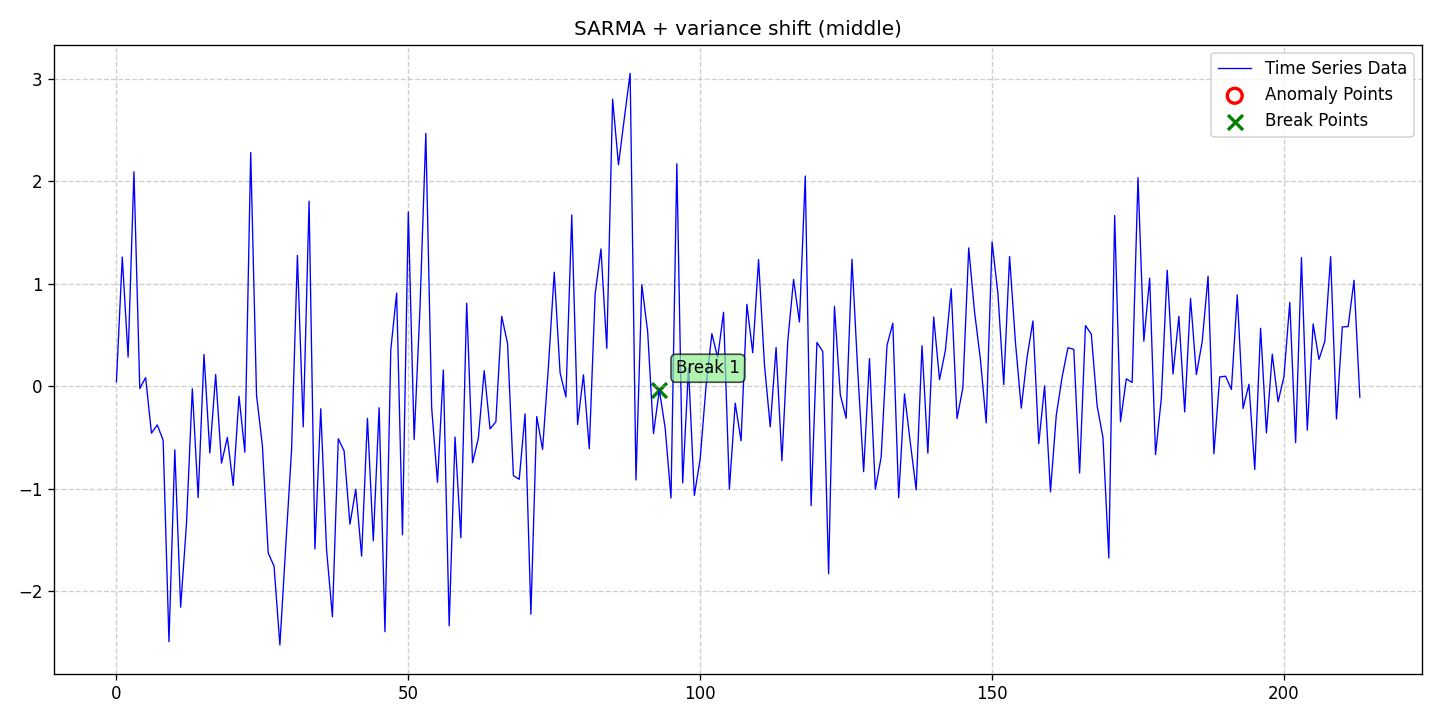 SARMA + variance shift (middle)
Time Series Data
Anomaly Points
Break Points
3
2
1
0
−1
−2
Break 1
0
50
100
150
200